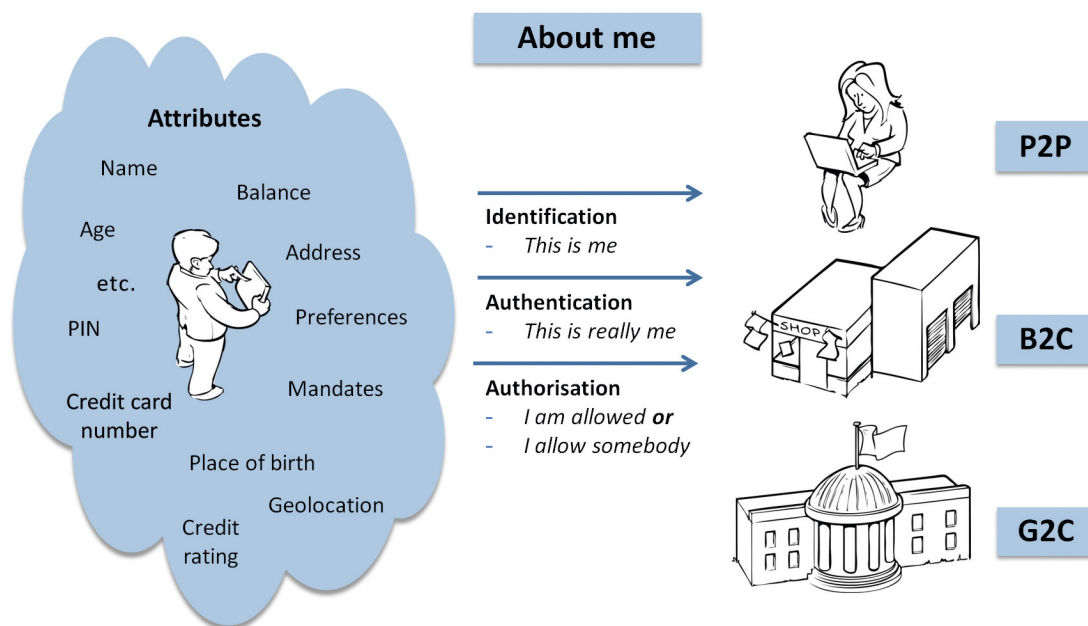 About me
Attributes
Name
Balance
Age
Address
etc.
PIN
Preferences
Mandates
Credit card
number
Place of birth
Geolocation
Credit
rating
Identification
- This is me
Authentication
- This is really me
Authorisation
- I am allowed or
- I allow somebody
SHOP
P2P
B2C
G2C